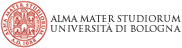 ALMA MATER STUDIORUM
UNIVERSITÀ DI BOLOGNA